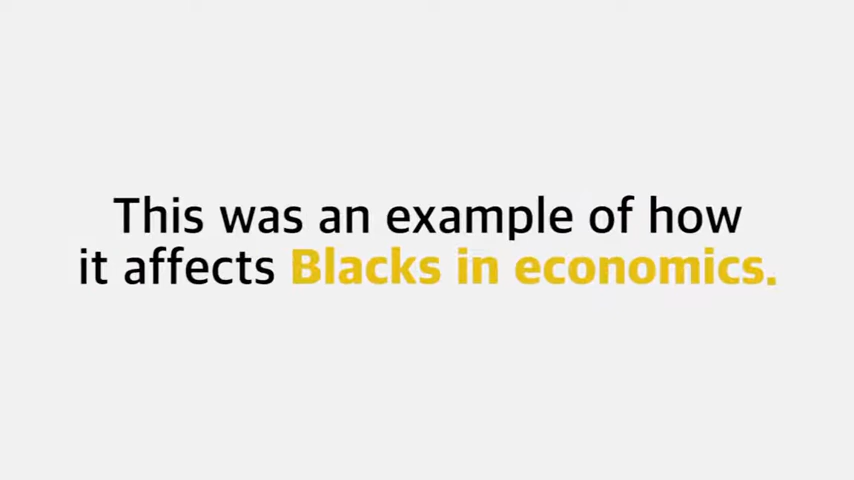 This was an example of how
it affects Blacks in economics.